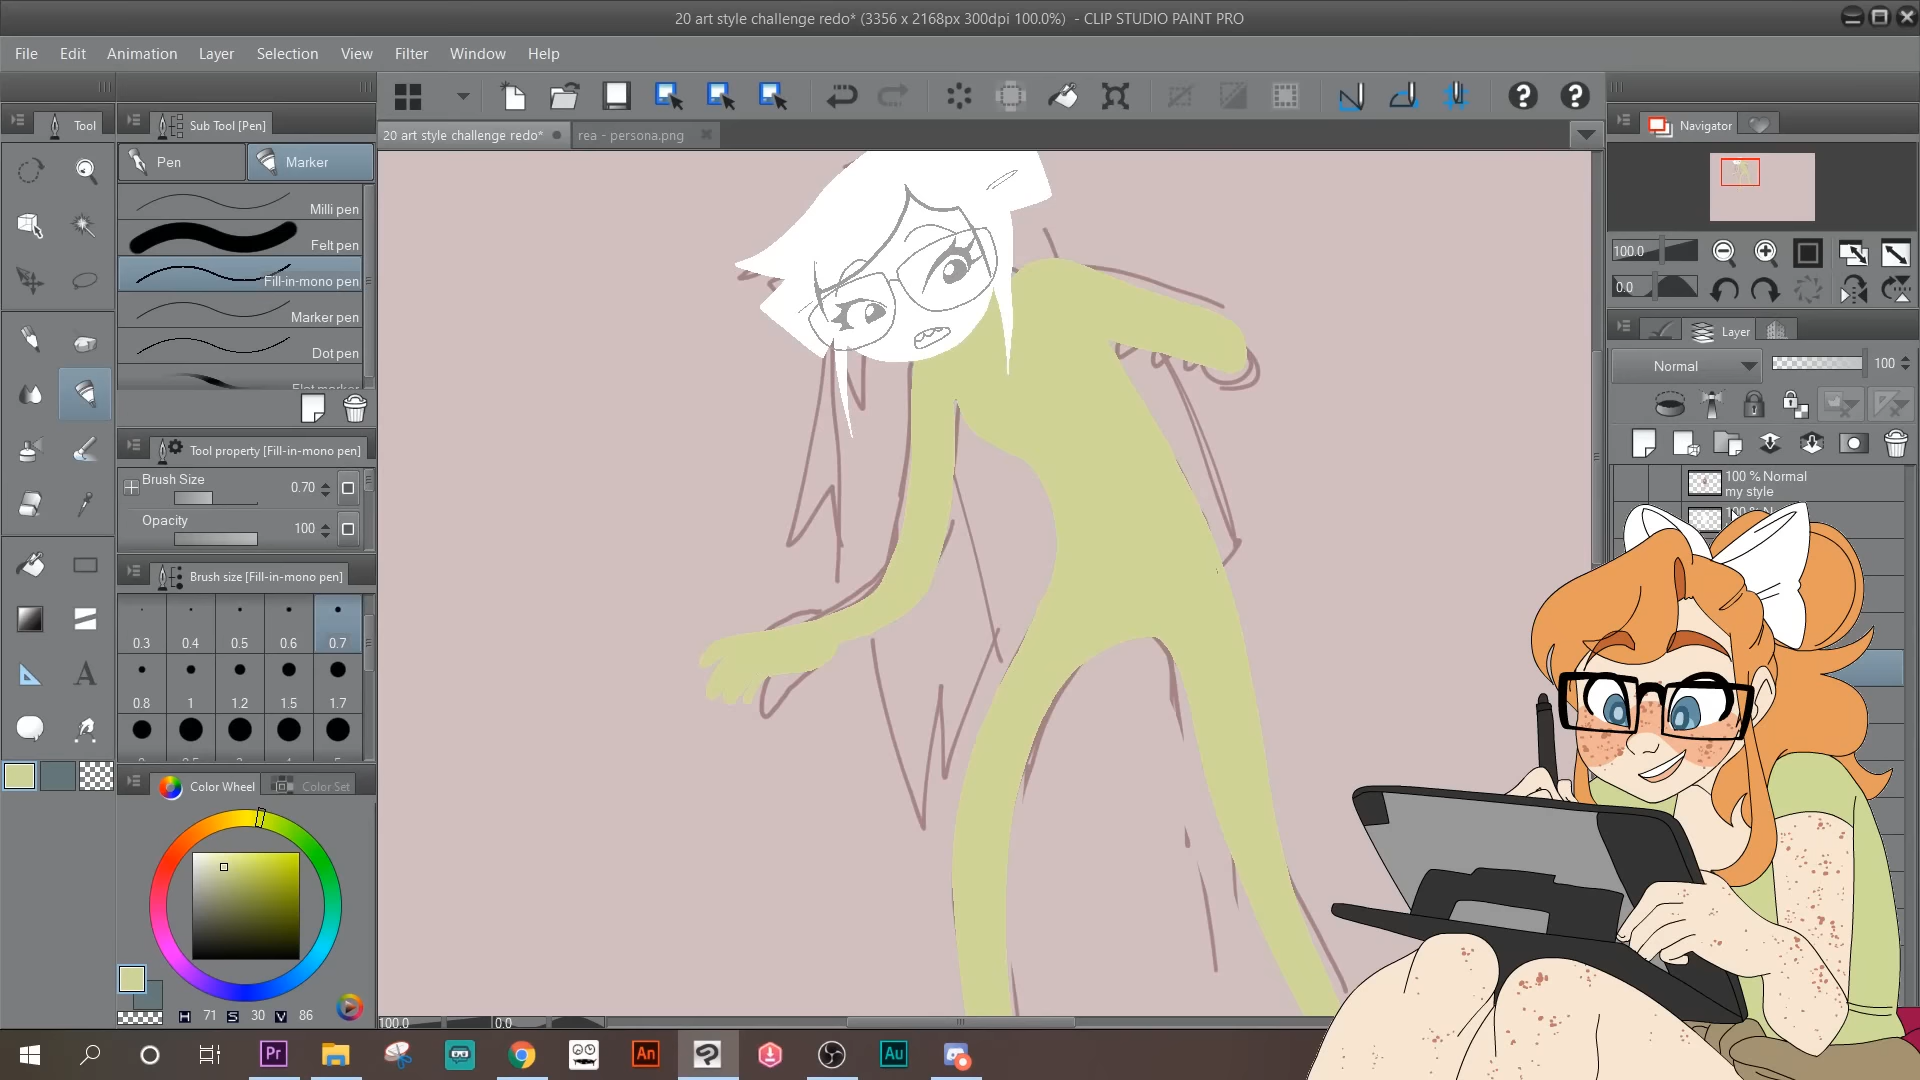 20 art style challenge redo* (3356 x 2168px 300dpi 100.0%) - CLIP STUDIO PAINT PRO
File Edit Animation Layer Selection View Filter Window Help
Tool
Sub Tool [Pen]
20 art style challenge redo*
rea - persona.png
Navigator
Pen
Marker
Milli pen
Felt pen
Fill-in-mono pen
Marker pen
Dot pen
Flat marker
100.0
0.0
Layer
Normal
100
Tool property [Fill-in-mono pen]
Brush Size
0.70
Opacity
100
100 % Normal
my style
Brush size [Fill-in-mono pen]
0.3 0.4 0.5 0.6 0.7
0.8 1 1.2 1.5 1.7
Color Wheel
Color Set
H 71 S 30 V 86
100.0
0.0
Pr
An
Au